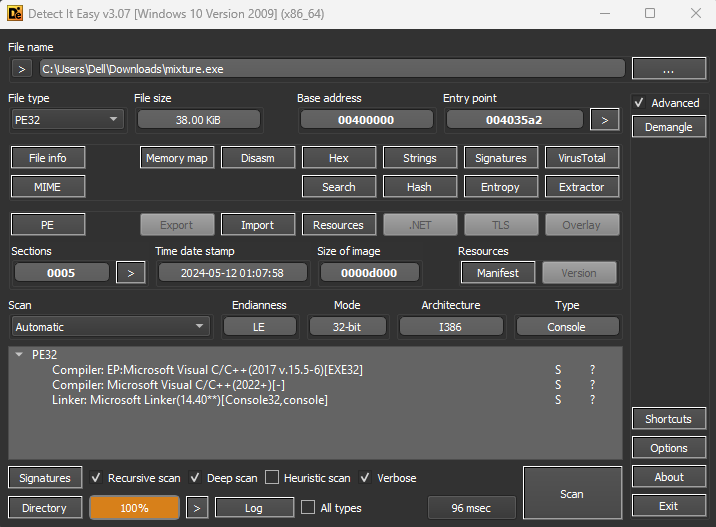 Detect It Easy v3.07 [Windows 10 Version 2009] (x86_64)
File name
> C:\Users\Dell\Downloads\mixture.exe ...
File type File size Base address Entry point Advanced
PE32 38.00 KiB 00400000 004035a2 > Demangle
File info Memory map Disasm Hex Strings Signatures VirusTotal
MIME Search Hash Entropy Extractor
PE Export Import Resources .NET TLS Overlay
Sections Time date stamp Size of image Resources
0005 > 2024-05-12 01:07:58 0000d000 Manifest Version
Scan Endianness Mode Architecture Type
Automatic LE 32-bit I386 Console
PE32
Compiler: EP:Microsoft Visual C/C++(2017 v.15.5-6)[EXE32] S ?
Compiler: Microsoft Visual C/C++(2022+)[-] S ?
Linker: Microsoft Linker(14.40**)[Console32,console] S ?
Shortcuts
Options
Signatures Recursive scan Deep scan Heuristic scan Verbose Scan About
Directory 100% > Log All types 96 msec Exit